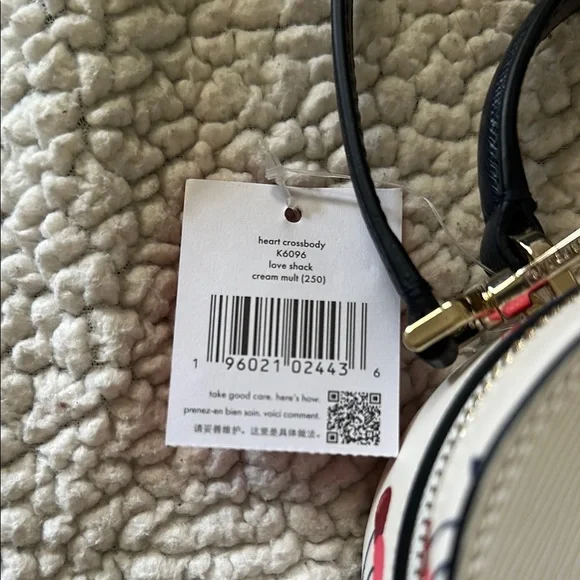 heart crossbody
K6096
love shack
cream mult (250)
1 96021 02443 6
take good care. here's how.
prenez-en bien soin. voici comment.
请妥善维护。这里是具体做法。